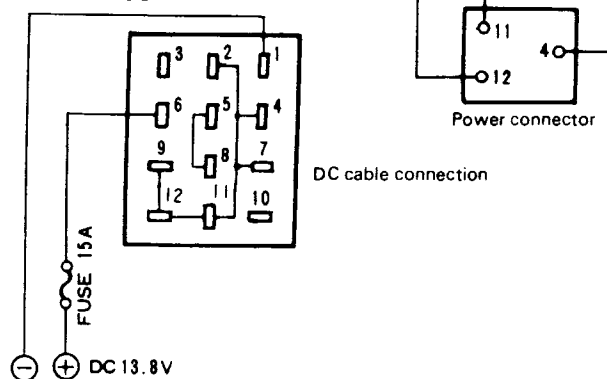 3 2 1
6 5 4
9 8 7
12 11 10
DC cable connection
FUSE 15A
− + DC 13.8V
11
4
12
Power connector